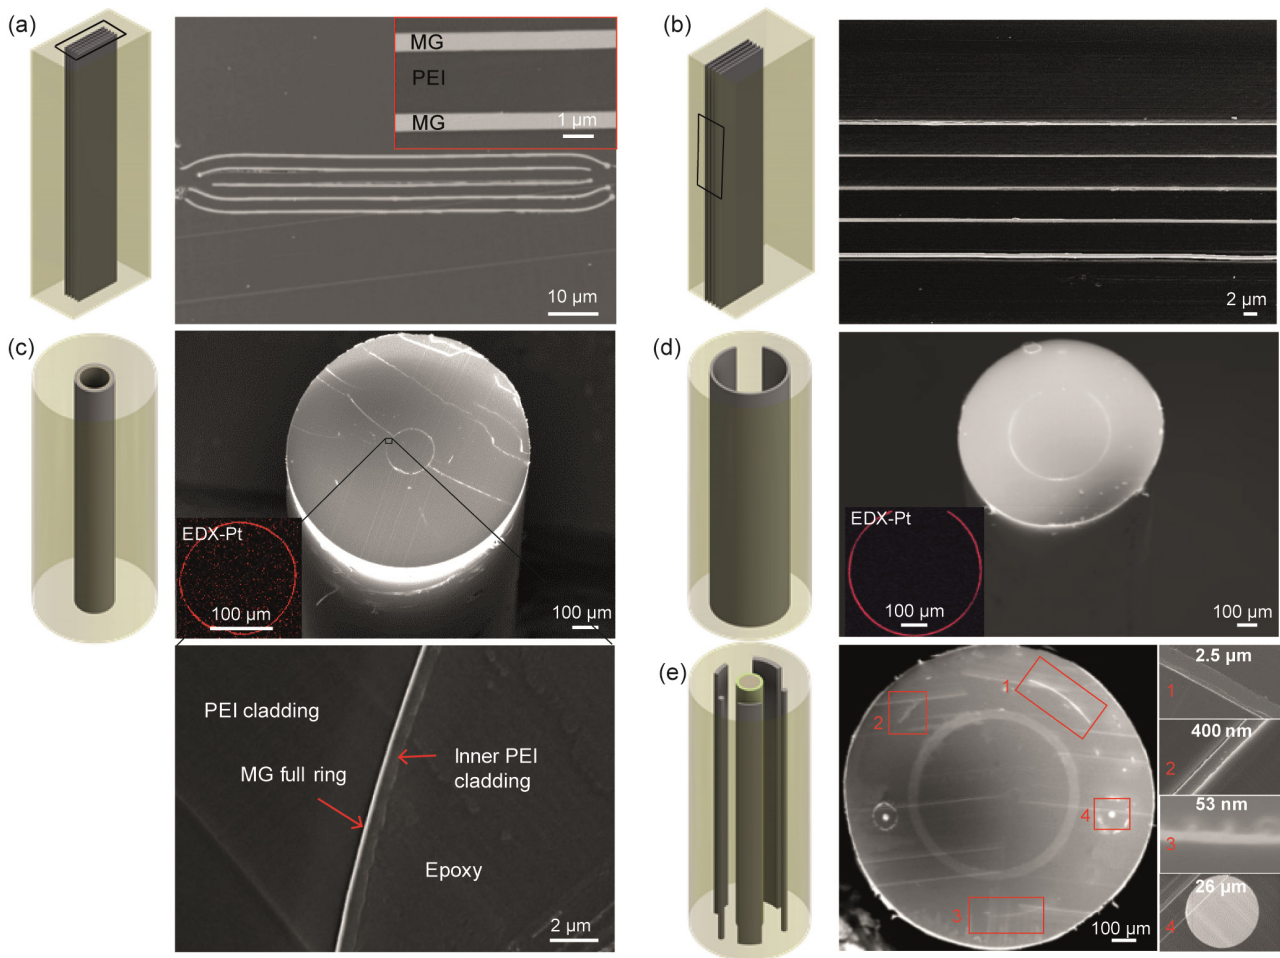 (a)
MG
PEI
MG
1 µm
10 µm
(b)
2 µm
(c)
EDX-Pt
100 µm
100 µm
PEI cladding
MG full ring
Inner PEI
cladding
Epoxy
2 µm
(d)
EDX-Pt
100 µm
100 µm
(e)
1
2
4
3
100 µm
2.5 µm
1
400 nm
2
53 nm
3
26 µm
4